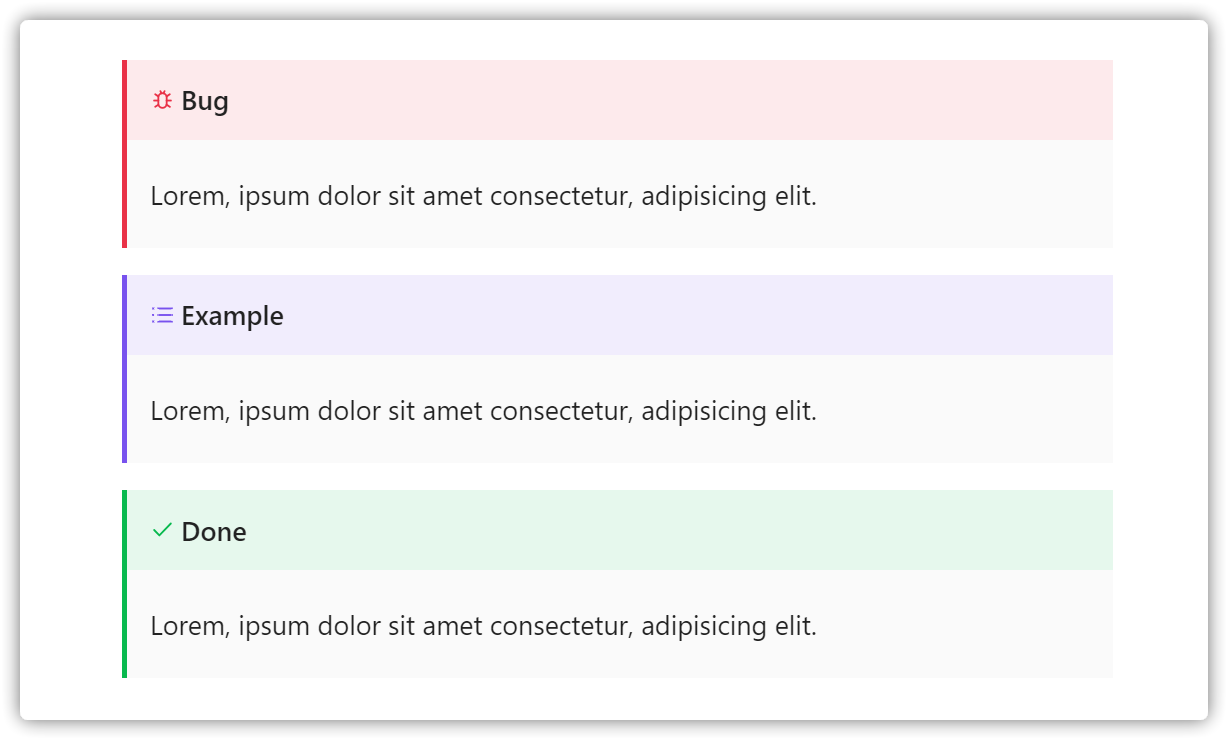 Bug
Lorem, ipsum dolor sit amet consectetur, adipisicing elit.
Example
Lorem, ipsum dolor sit amet consectetur, adipisicing elit.
Done
Lorem, ipsum dolor sit amet consectetur, adipisicing elit.